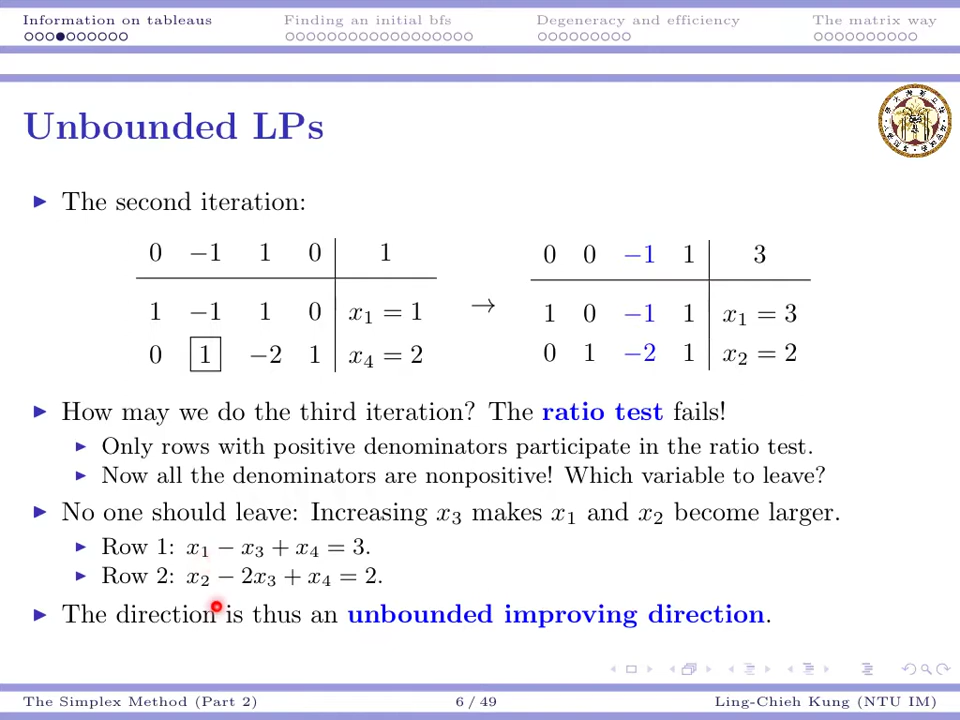 Information on tableaus Finding an initial bfs Degeneracy and efficiency The matrix way
Unbounded LPs
▶ The second iteration:
0 −1 1 0 | 1
1 −1 1 0 | x₁ = 1
0 1 −2 1 | x₄ = 2
→
0 0 −1 1 | 3
1 0 −1 1 | x₁ = 3
0 1 −2 1 | x₂ = 2
▶ How may we do the third iteration? The ratio test fails!
▶ Only rows with positive denominators participate in the ratio test.
▶ Now all the denominators are nonpositive! Which variable to leave?
▶ No one should leave: Increasing x₃ makes x₁ and x₂ become larger.
▶ Row 1: x₁ − x₃ + x₄ = 3.
▶ Row 2: x₂ − 2x₃ + x₄ = 2.
▶ The direction is thus an unbounded improving direction.
The Simplex Method (Part 2) 6 / 49 Ling-Chieh Kung (NTU IM)